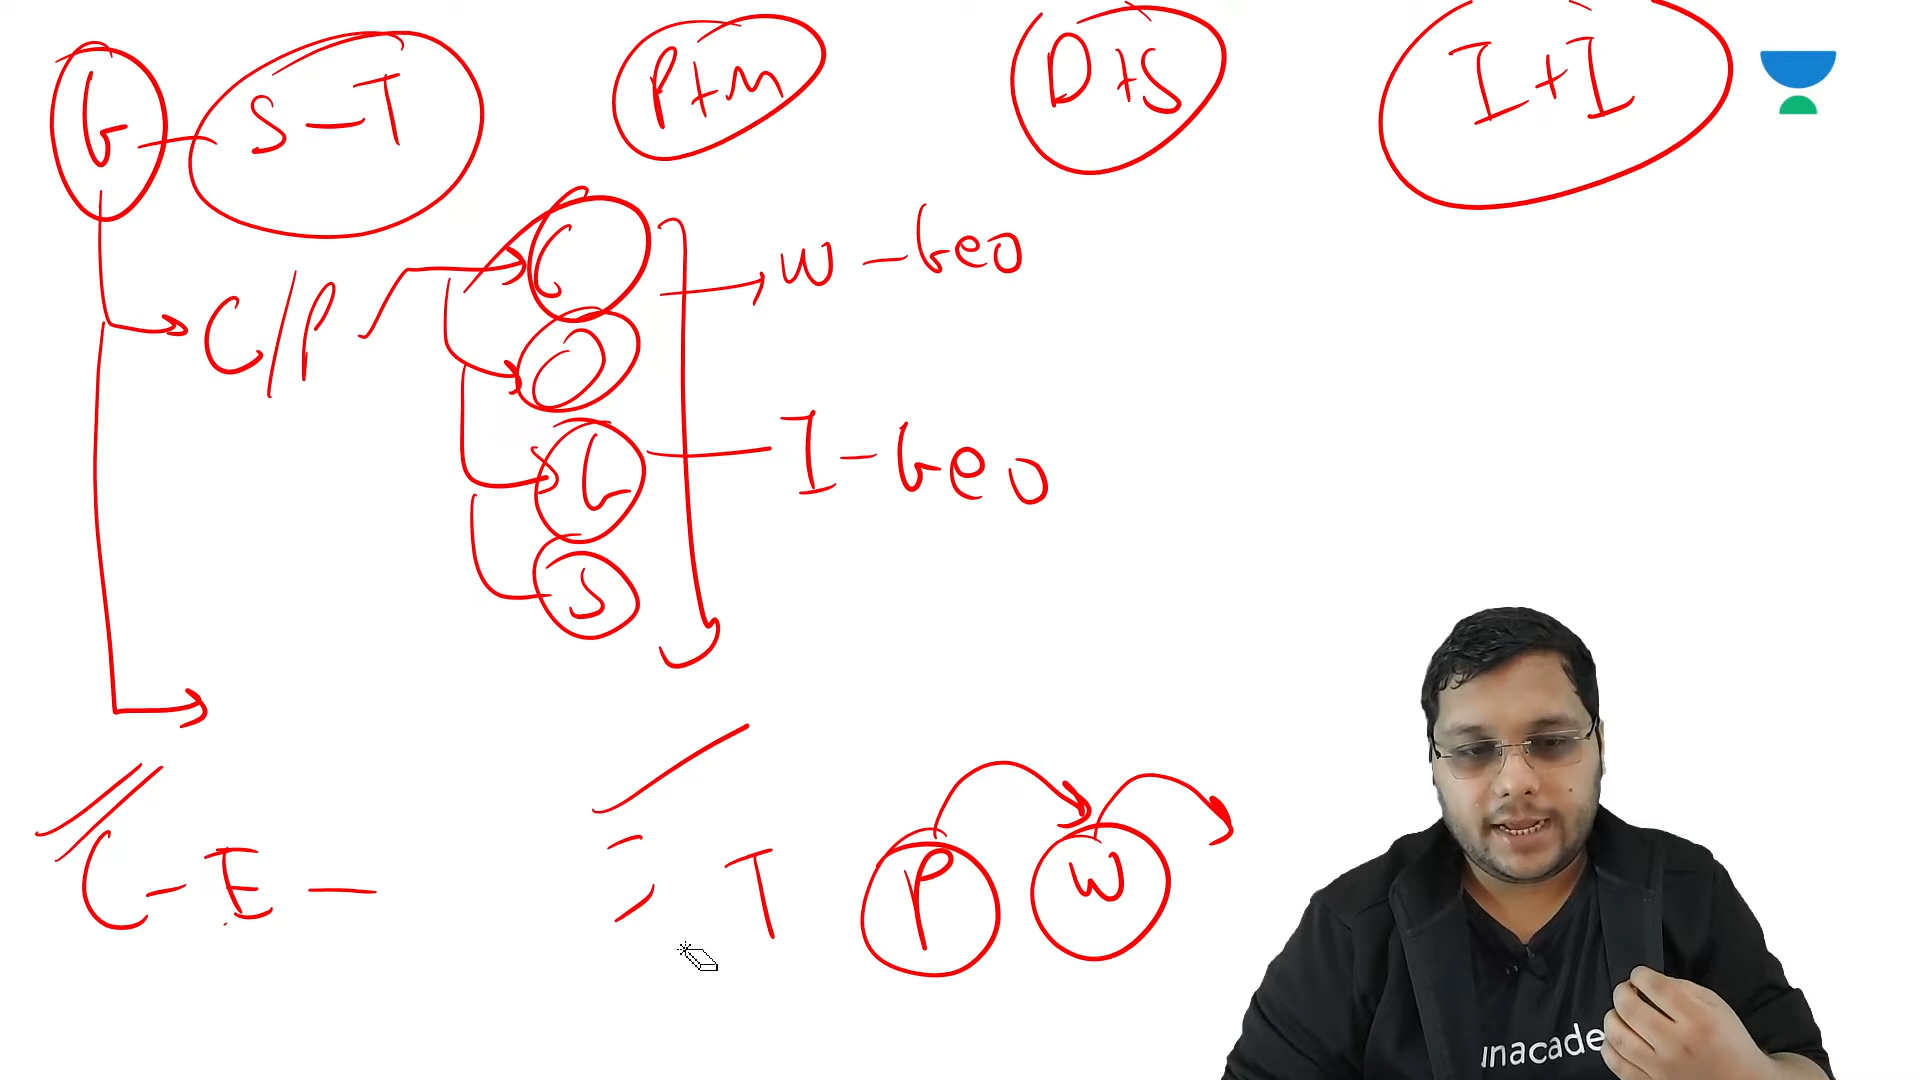 G S-T P+M D+S I+I
C/P C W-Geo
O
G I-Geo
S
C-E- T P W
unacade